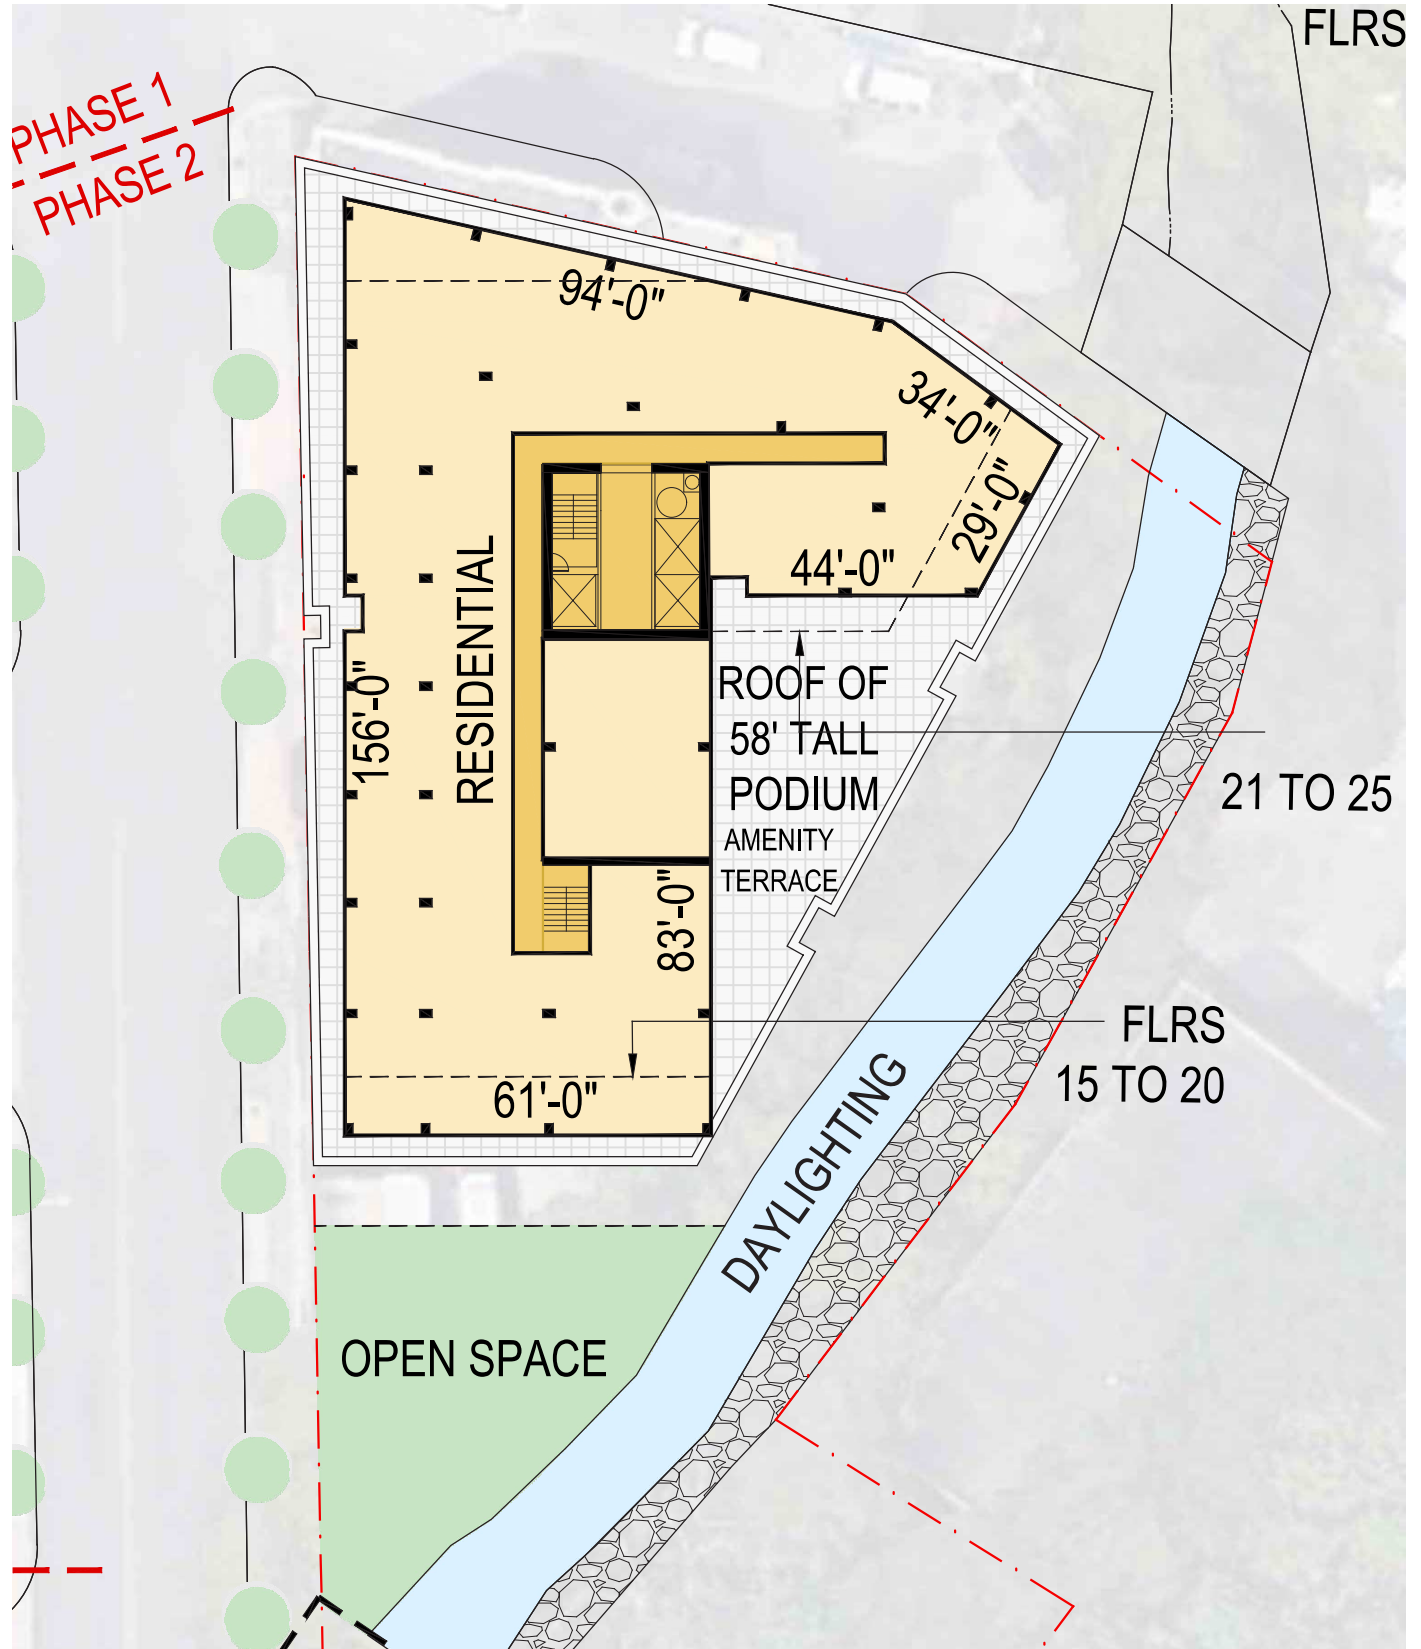 FLRS
PHASE 1
PHASE 2
94'-0"
34'-0"
29'-0"
44'-0"
RESIDENTIAL
156'-0"
ROOF OF
58' TALL
PODIUM
AMENITY
TERRACE
21 TO 25
83'-0"
FLRS
15 TO 20
61'-0"
DAYLIGHTING
OPEN SPACE